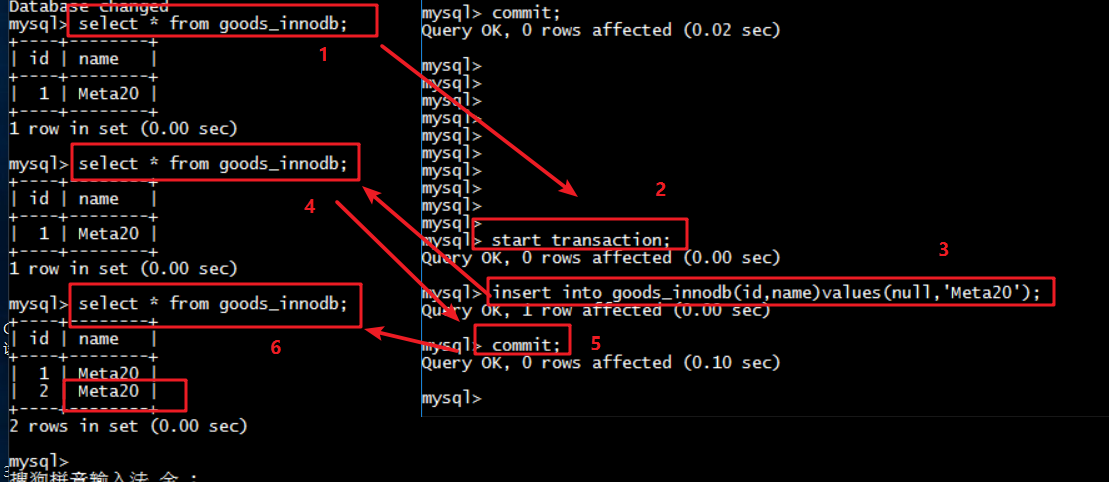 Database changed
mysql> select * from goods_innodb;
+----+--------+
| id | name   |
+----+--------+
|  1 | Meta20 |
+----+--------+
1 row in set (0.00 sec)
mysql> select * from goods_innodb;
+----+--------+
| id | name   |
+----+--------+
|  1 | Meta20 |
+----+--------+
1 row in set (0.00 sec)
mysql> select * from goods_innodb;
+----+--------+
| id | name   |
+----+--------+
|  1 | Meta20 |
|  2 | Meta20 |
+----+--------+
2 rows in set (0.00 sec)
mysql>
搜狗拼音输入法 全 :
1
4
6
mysql> commit;
Query OK, 0 rows affected (0.02 sec)
mysql>
mysql>
mysql>
mysql>
mysql>
mysql>
mysql>
mysql>
mysql>
mysql>
mysql> start transaction;
Query OK, 0 rows affected (0.00 sec)
mysql> insert into goods_innodb(id,name)values(null,'Meta20');
Query OK, 1 row affected (0.00 sec)
mysql> commit;
Query OK, 0 rows affected (0.10 sec)
mysql>
2
3
5